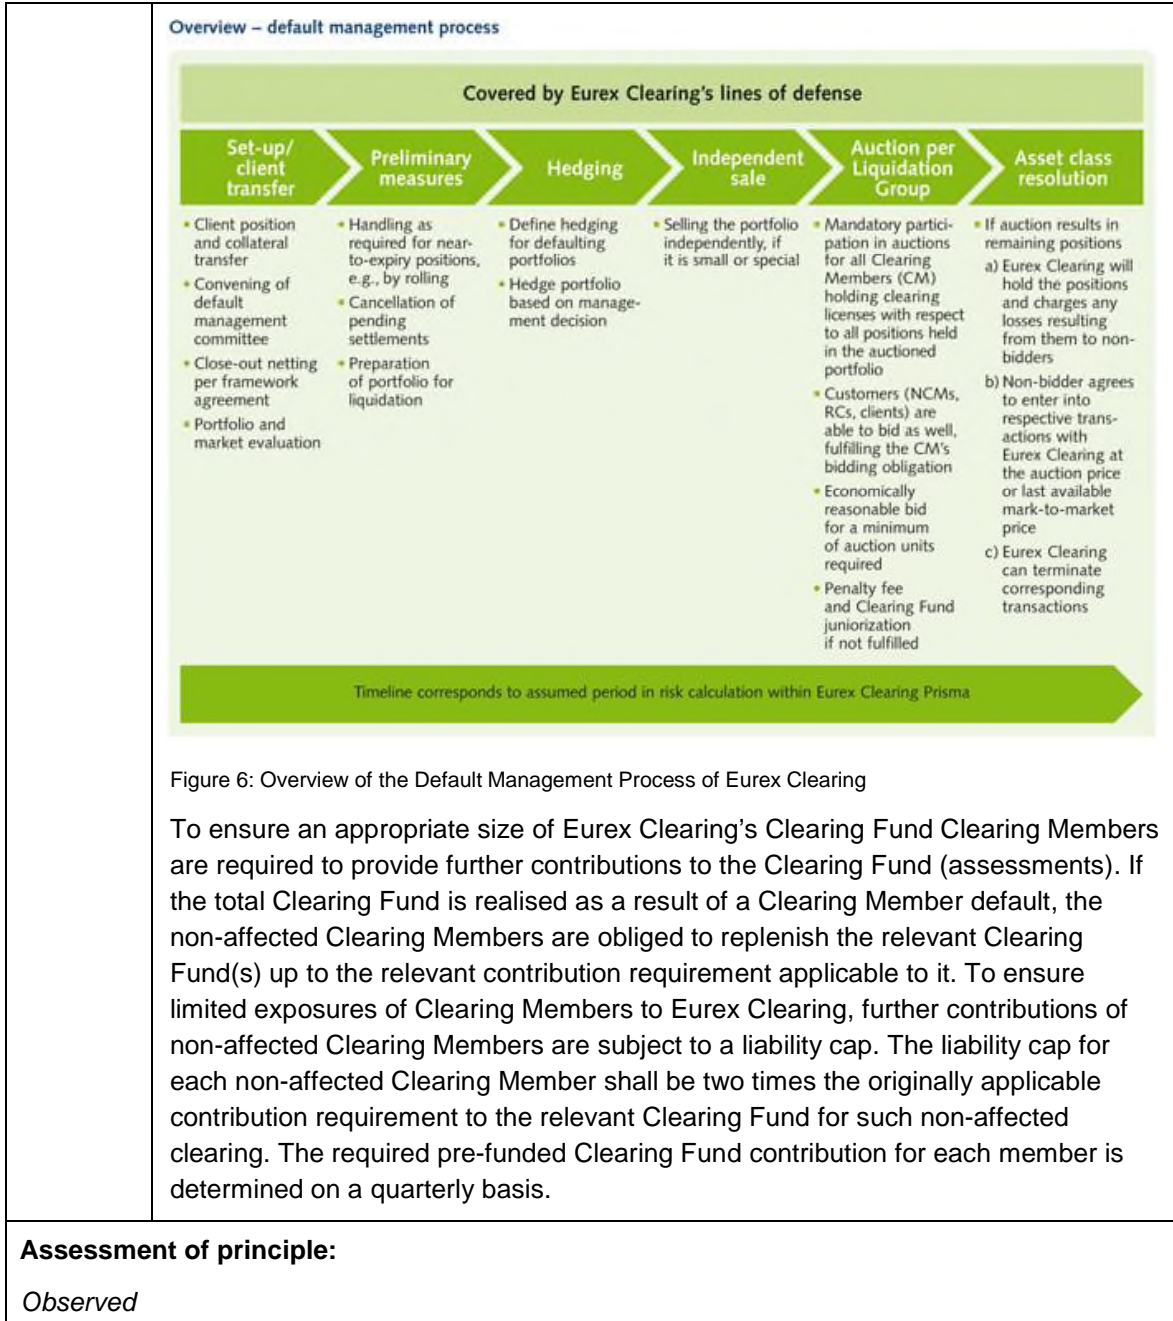 Overview – default management process
Covered by Eurex Clearing's lines of defense
Set-up/
client
transfer
Preliminary
measures
Hedging
Independent
sale
Auction per
Liquidation
Group
Asset class
resolution
• Client position
and collateral
transfer
• Convening of
default
management
committee
• Close-out netting
per framework
agreement
• Portfolio and
market evaluation
• Handling as
required for near-
to-expiry positions,
e.g., by rolling
• Cancellation of
pending
settlements
• Preparation
of portfolio for
liquidation
• Define hedging
for defaulting
portfolios
• Hedge portfolio
based on manage-
ment decision
• Selling the portfolio
independently, if
it is small or special
• Mandatory partici-
pation in auctions
for all Clearing
Members (CM)
holding clearing
licenses with respect
to all positions held
in the auctioned
portfolio
• Customers (NCMs,
RCs, clients) are
able to bid as well,
fulfilling the CM's
bidding obligation
• Economically
reasonable bid
for a minimum
of auction units
required
• Penalty fee
and Clearing Fund
juniorization
if not fulfilled
• If auction results in
remaining positions
a) Eurex Clearing will
hold the positions
and charges any
losses resulting
from them to non-
bidders
b) Non-bidder agrees
to enter into
respective trans-
actions with
Eurex Clearing at
the auction price
or last available
mark-to-market
price
c) Eurex Clearing
can terminate
corresponding
transactions
Timeline corresponds to assumed period in risk calculation within Eurex Clearing Prisma
Figure 6: Overview of the Default Management Process of Eurex Clearing
To ensure an appropriate size of Eurex Clearing's Clearing Fund Clearing Members
are required to provide further contributions to the Clearing Fund (assessments). If
the total Clearing Fund is realised as a result of a Clearing Member default, the
non-affected Clearing Members are obliged to replenish the relevant Clearing
Fund(s) up to the relevant contribution requirement applicable to it. To ensure
limited exposures of Clearing Members to Eurex Clearing, further contributions of
non-affected Clearing Members are subject to a liability cap. The liability cap for
each non-affected Clearing Member shall be two times the originally applicable
contribution requirement to the relevant Clearing Fund for such non-affected
clearing. The required pre-funded Clearing Fund contribution for each member is
determined on a quarterly basis.
Assessment of principle:
Observed